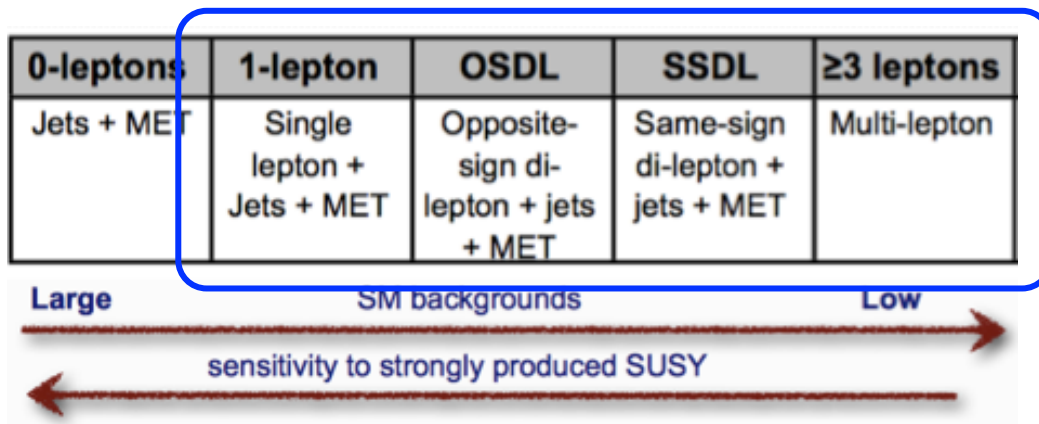 0-leptons 1-lepton OSDL SSDL ≥3 leptons
Jets + MET
Single
lepton +
Jets + MET
Opposite-
sign di-
lepton + jets
+ MET
Same-sign
di-lepton +
jets + MET
Multi-lepton
Large SM backgrounds Low
sensitivity to strongly produced SUSY